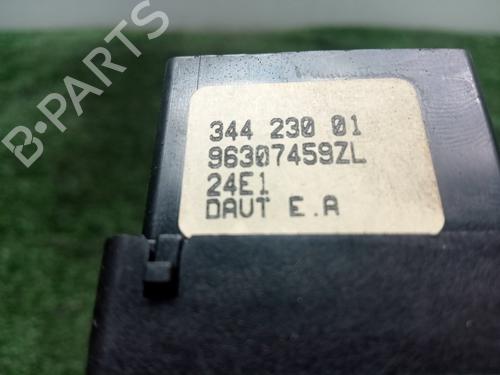 344 230 01
96307459ZL
24E1
DAUT E.A
B-PARTS